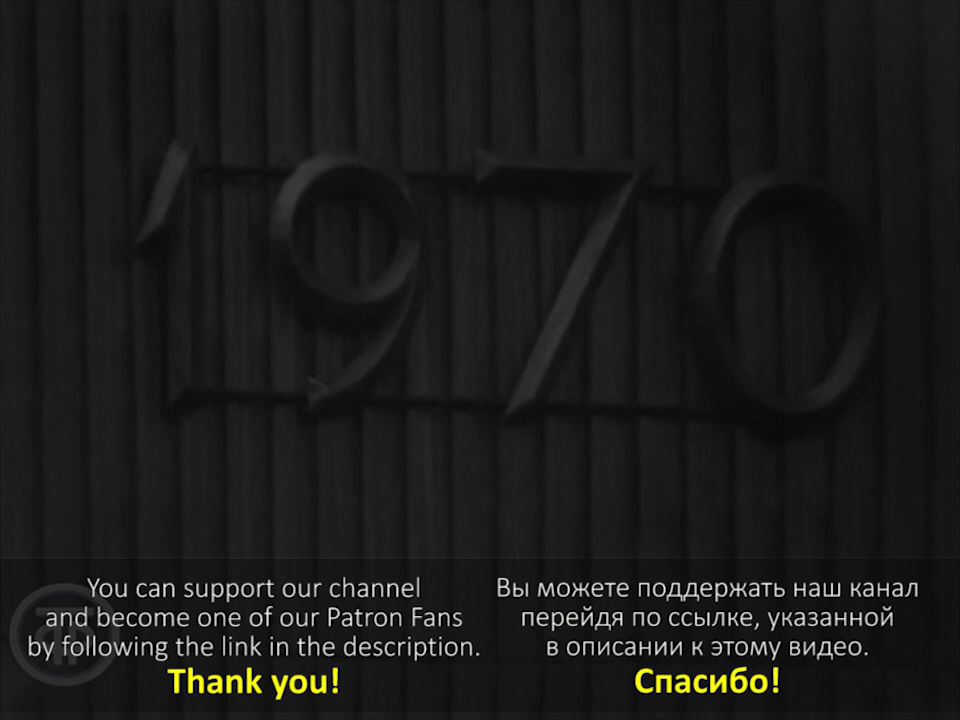 1970
You can support our channel
and become one of our Patron Fans
by following the link in the description.
Thank you!
Вы можете поддержать наш канал
перейдя по ссылке, указанной
в описании к этому видео.
Спасибо!